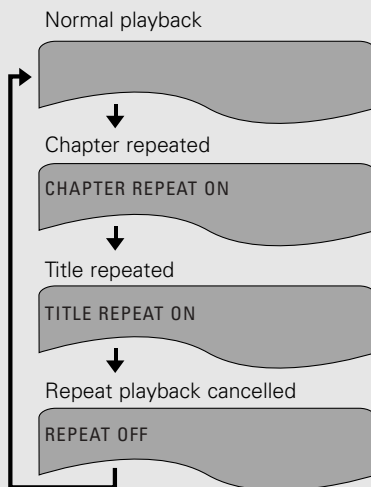 Normal playback
Chapter repeated
CHAPTER REPEAT ON
Title repeated
TITLE REPEAT ON
Repeat playback cancelled
REPEAT OFF